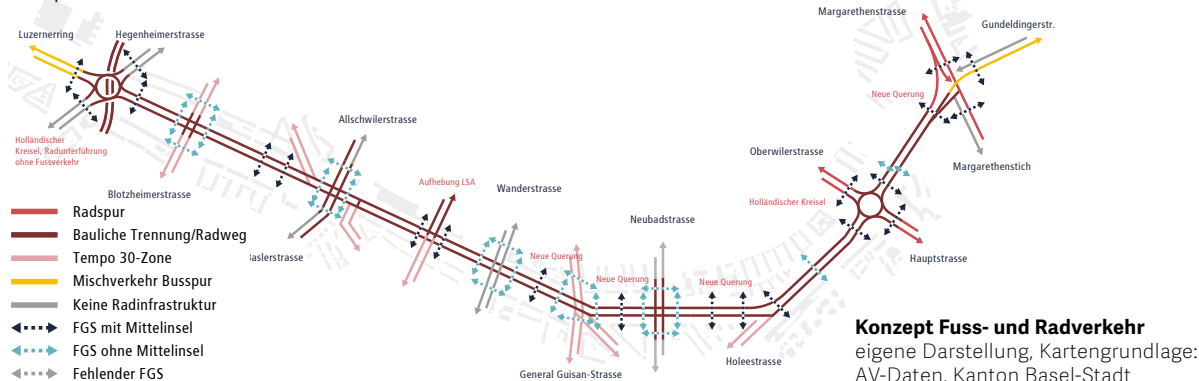 Margarethenstrasse
Gundeldingerstr.
Luzernerring
Hegenheimerstrasse
Neue Querung
Allschwilerstrasse
Holländischer
Kreisel, Radunterführung
ohne Fussverkehr
Oberwilerstrasse
Margarethenstich
Blotzheimerstrasse
Aufhebung LSA
Wanderstrasse
Holländischer Kreisel
Radspur
Neubadstrasse
Bauliche Trennung/Radweg
Tempo 30-Zone
aslerstrasse
Neue Querung
Hauptstrasse
Mischverkehr Busspur
Neue Querung
Neue Querung
Keine Radinfrastruktur
FGS mit Mittelinsel
FGS ohne Mittelinsel
Holeestrasse
Fehlender FGS
General Guisan-Strasse
Konzept Fuss- und Radverkehr
eigene Darstellung, Kartengrundlage:
AV-Daten, Kanton Basel-Stadt